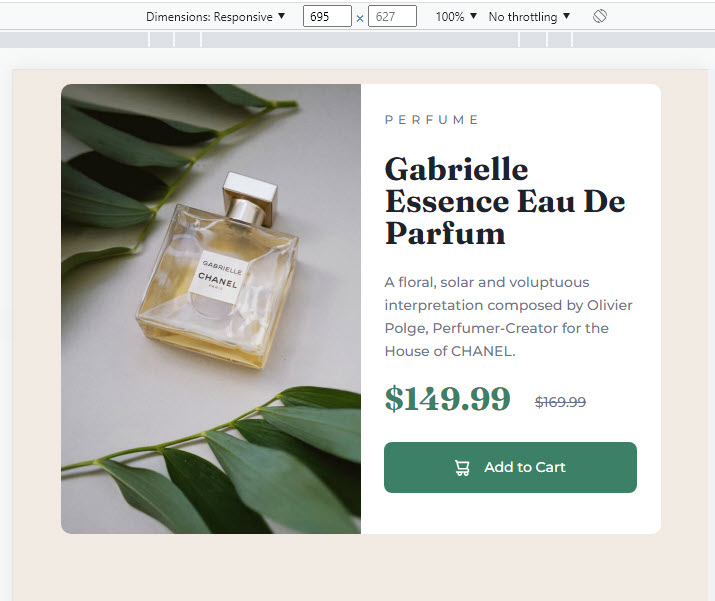 Dimensions: Responsive ▼ 695 × 627 100% ▼ No throttling ▼
PERFUME
Gabrielle
Essence Eau De
Parfum
A floral, solar and voluptuous
interpretation composed by Olivier
Polge, Perfumer-Creator for the
House of CHANEL.
$149.99 $169.99
Add to Cart
GABRIELLE
CHANEL
PARIS